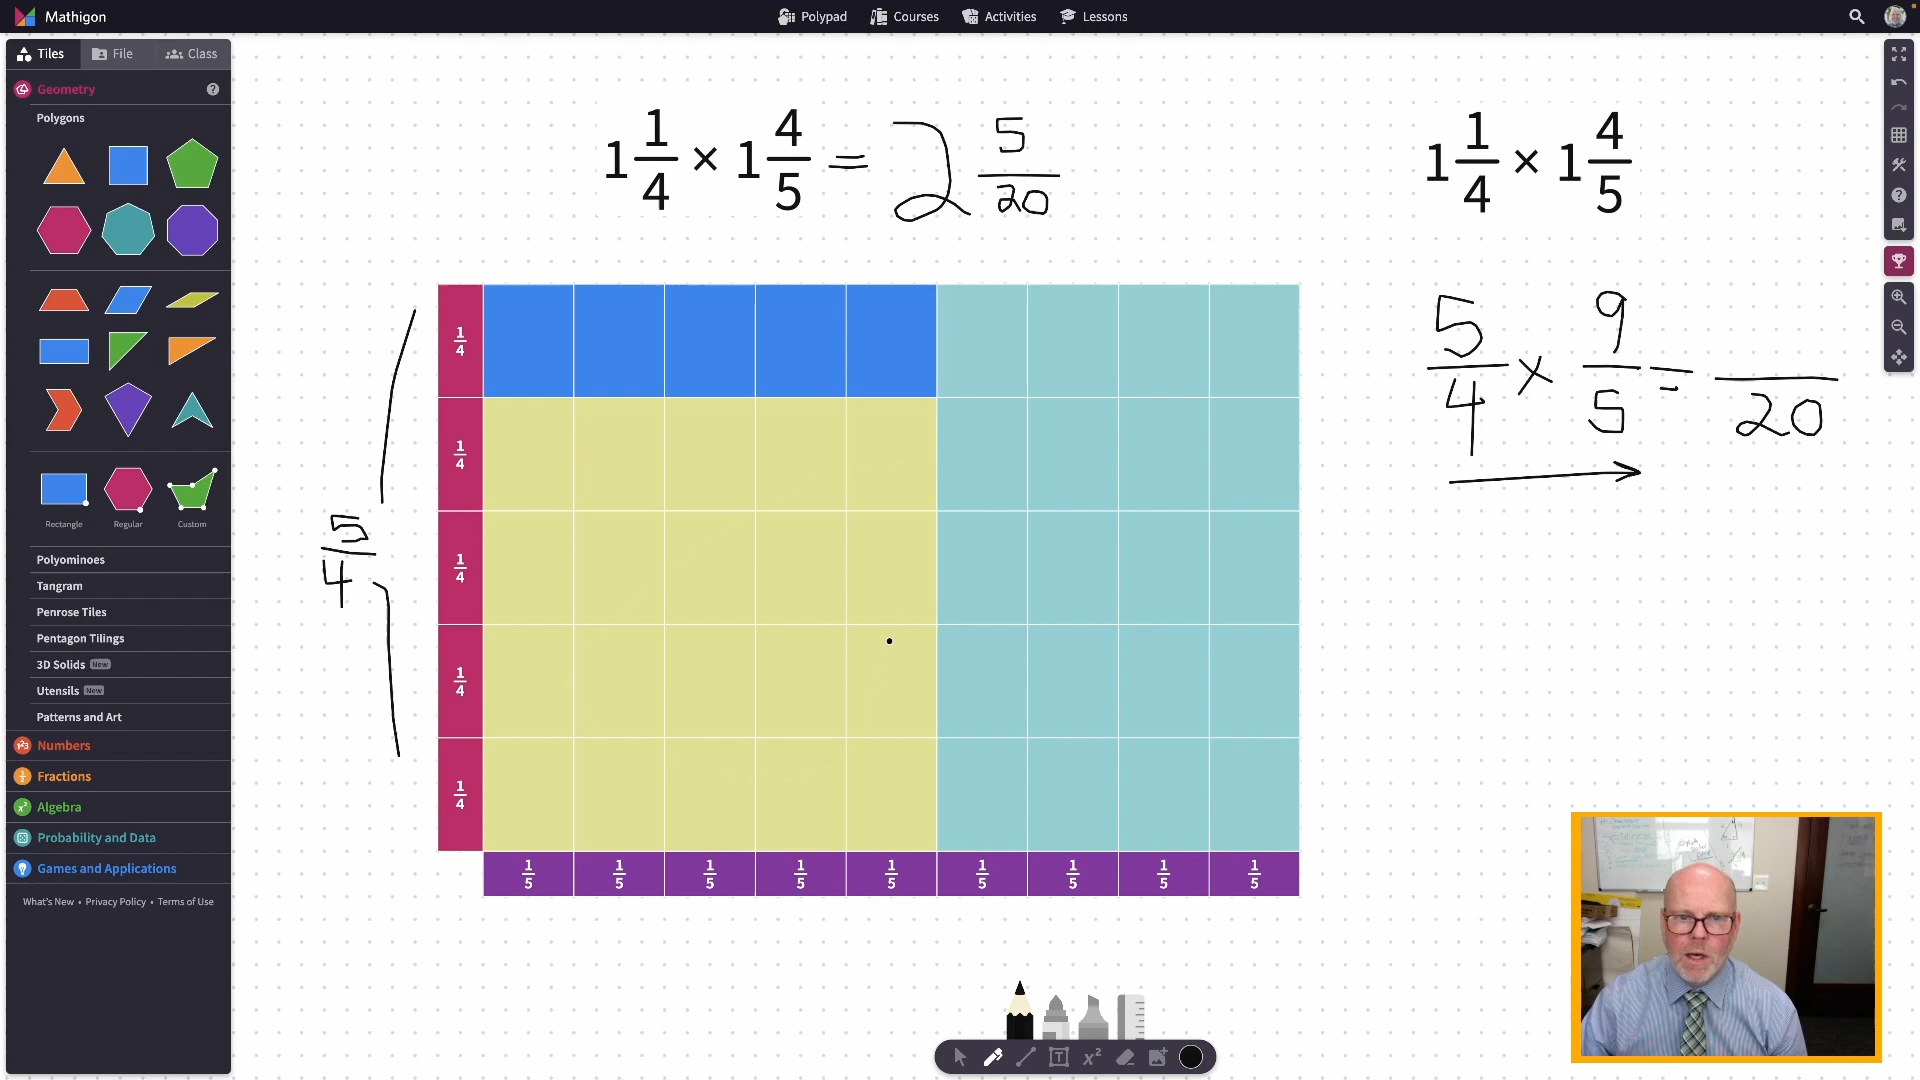 Mathigon
Polypad Courses Activities Lessons
Tiles File Class
Geometry
Polygons
Rectangle Regular Custom
Polyominoes
Tangram
Penrose Tiles
Pentagon Tilings
3D Solids New
Utensils New
Patterns and Art
Numbers
Fractions
Algebra
Probability and Data
Games and Applications
What's New • Privacy Policy • Terms of Use
1 1/4 × 1 4/5 = 2 5/20
5/4
1/4
1/4
1/4
1/4
1/4
1/5 1/5 1/5 1/5 1/5 1/5 1/5 1/5 1/5
1 1/4 × 1 4/5
5/4 × 9/5 = /20
T x²